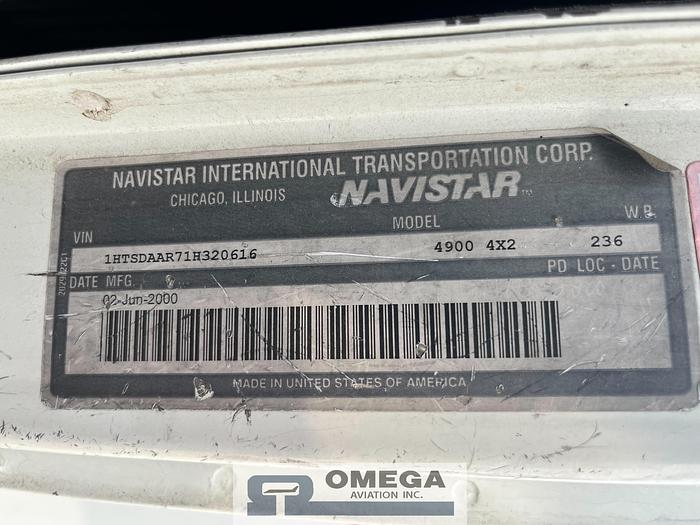 NAVISTAR INTERNATIONAL TRANSPORTATION CORP.
CHICAGO, ILLINOIS NAVISTAR™
VIN MODEL W.B.
1HTSDAAR71H320616 4900 4X2 236
DATE MFG. PD LOC - DATE
02-Jun-2000
MADE IN UNITED STATES OF AMERICA
OMEGA
AVIATION INC.